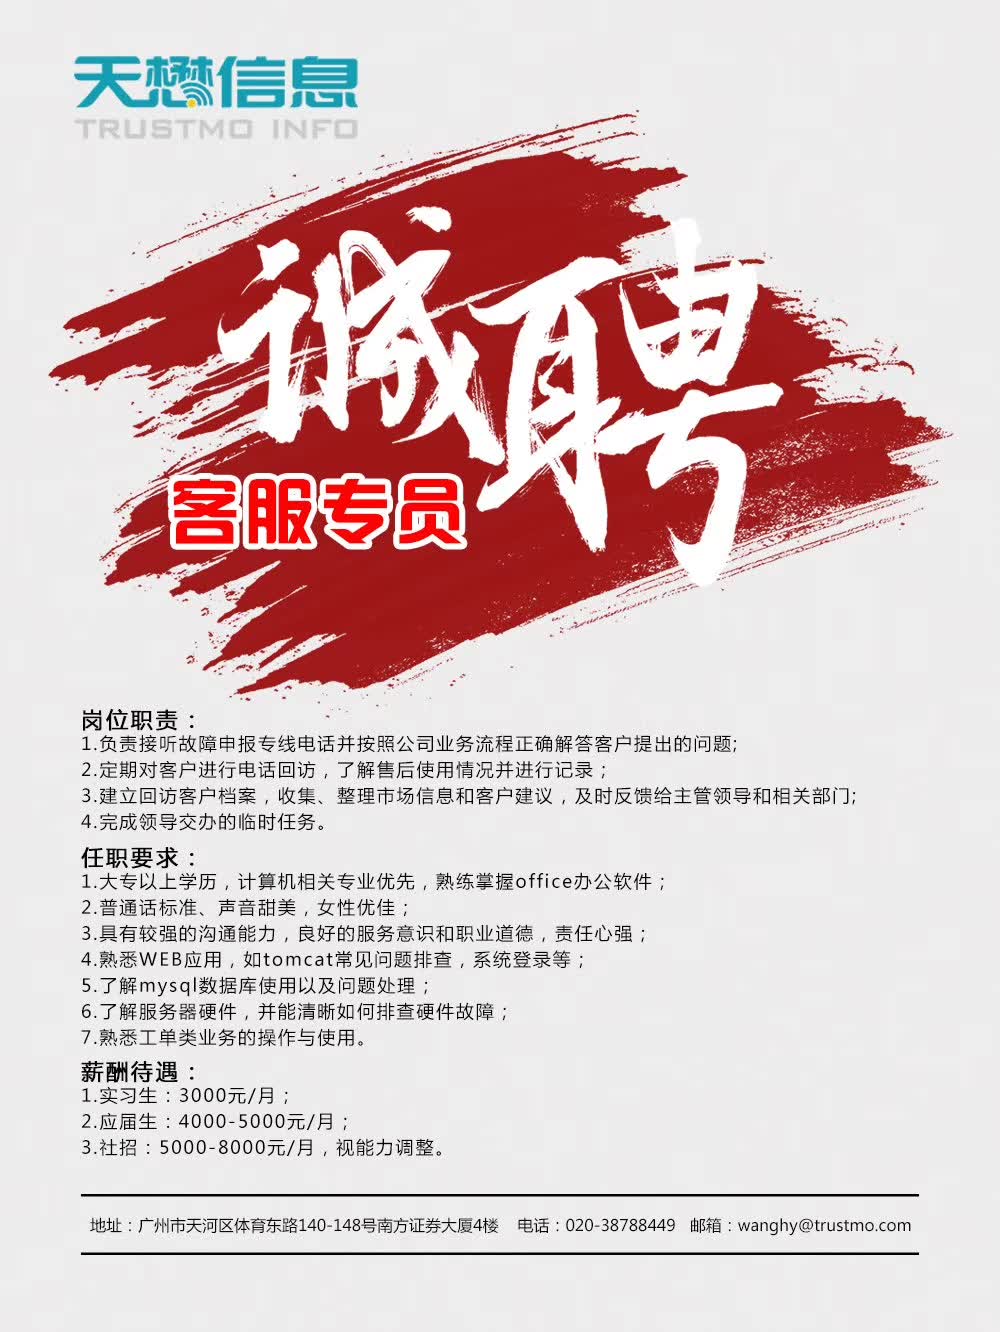 天懋信息
TRUSTMO INFO
诚聘
客服专员
岗位职责：
1.负责接听故障申报专线电话并按照公司业务流程正确解答客户提出的问题;
2.定期对客户进行电话回访，了解售后使用情况并进行记录；
3.建立回访客户档案，收集、整理市场信息和客户建议，及时反馈给主管领导和相关部门;
4.完成领导交办的临时任务。
任职要求：
1.大专以上学历，计算机相关专业优先，熟练掌握office办公软件；
2.普通话标准、声音甜美，女性优佳；
3.具有较强的沟通能力，良好的服务意识和职业道德，责任心强；
4.熟悉WEB应用，如tomcat常见问题排查，系统登录等；
5.了解mysql数据库使用以及问题处理；
6.了解服务器硬件，并能清晰如何排查硬件故障；
7.熟悉工单类业务的操作与使用。
薪酬待遇：
1.实习生：3000元/月；
2.应届生：4000-5000元/月；
3.社招：5000-8000元/月，视能力调整。
地址：广州市天河区体育东路140-148号南方证券大厦4楼 电话：020-38788449 邮箱：wanghy@trustmo.com